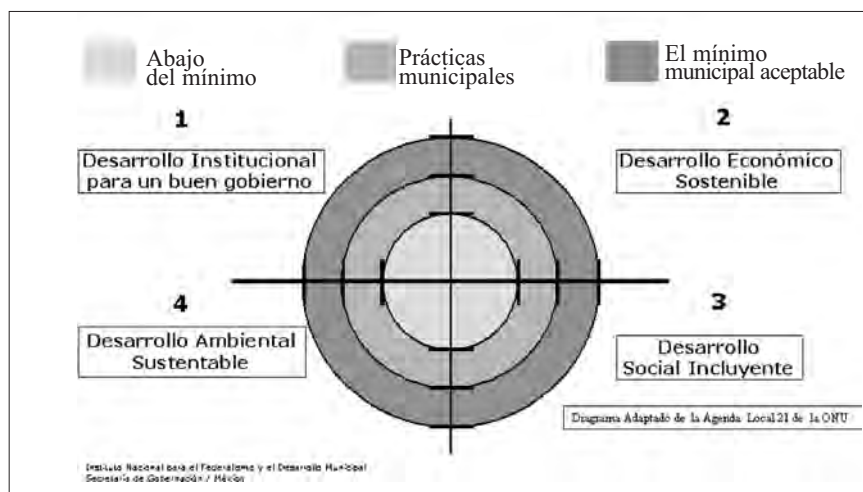 Abajo
del mínimo
Prácticas
municipales
El mínimo
municipal aceptable
1
Desarrollo Institucional
para un buen gobierno
2
Desarrollo Económico
Sostenible
4
Desarrollo Ambiental
Sustentable
3
Desarrollo
Social Incluyente
Diagrama Adaptado de la Agenda Local 21 de la ONU
Instituto Nacional para el Federalismo y el Desarrollo Municipal
Secretaría de Gobernación / México